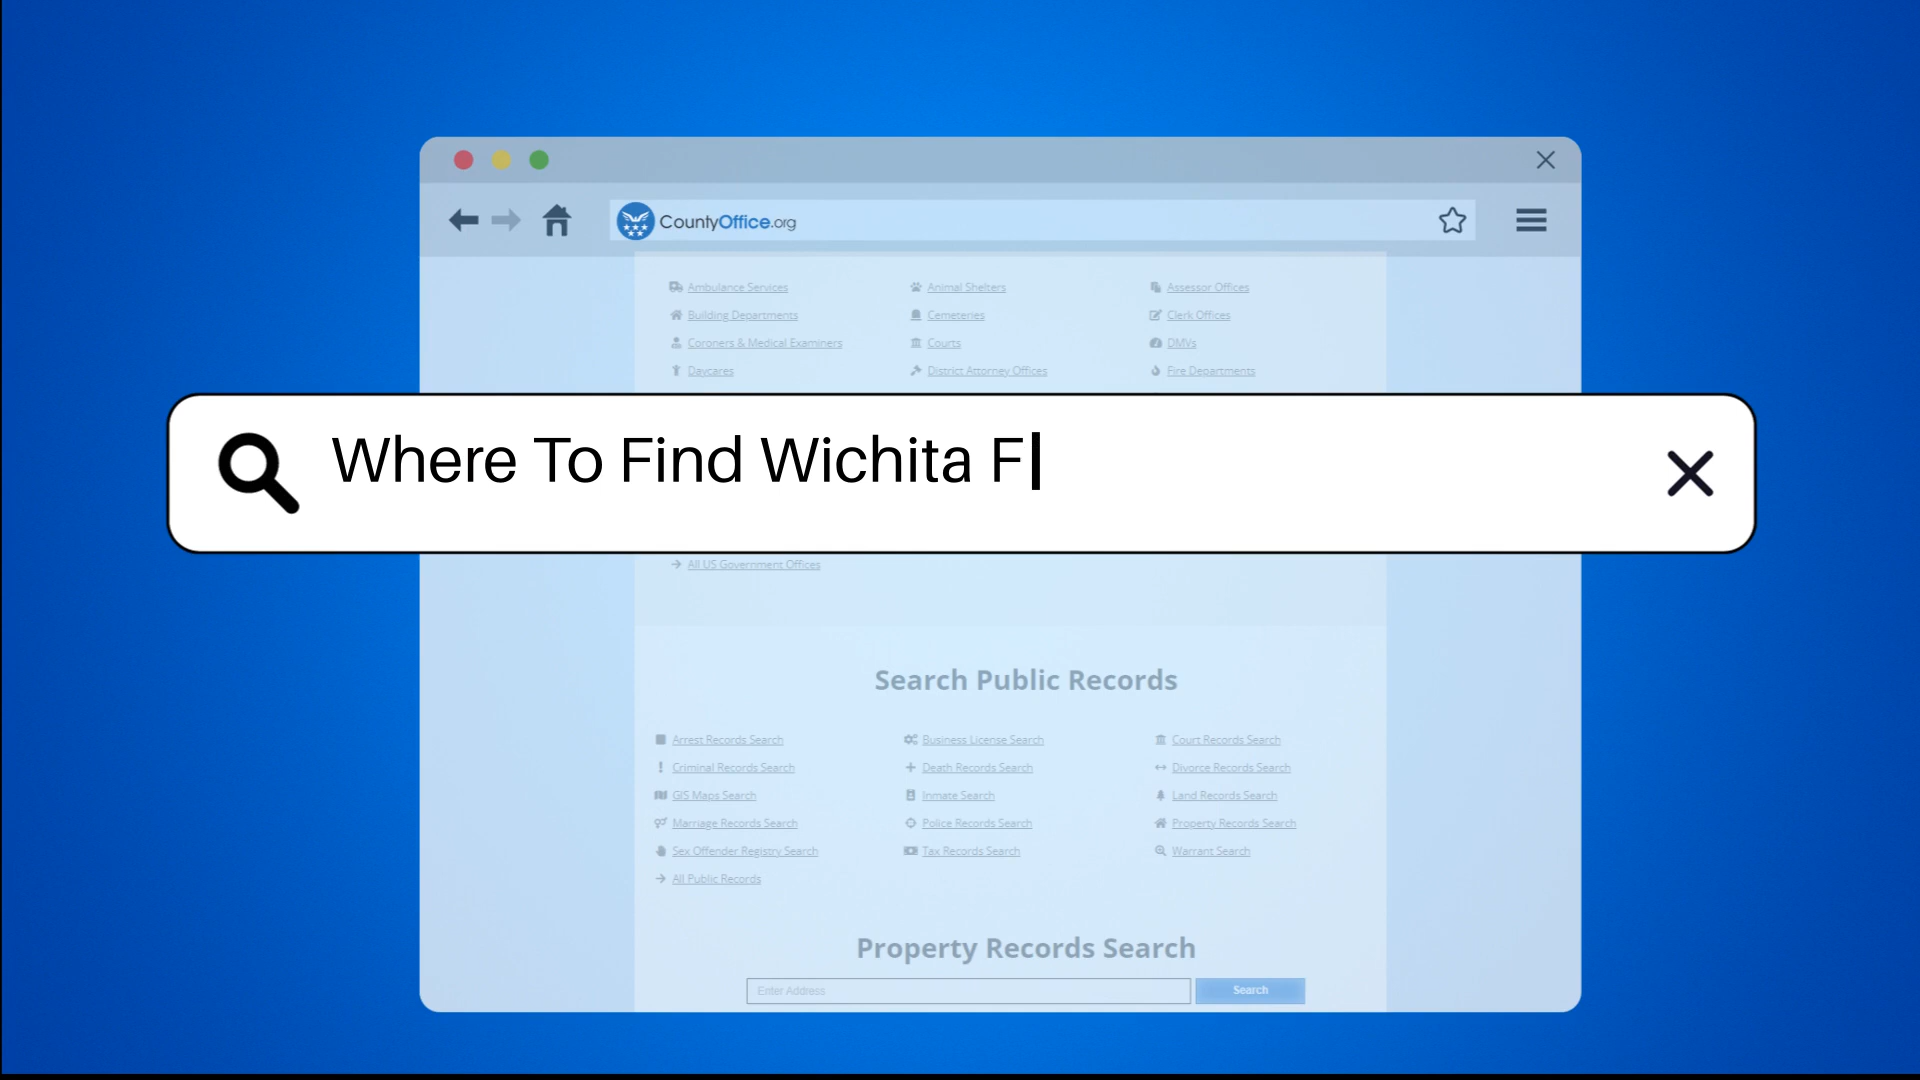 CountyOffice.org
Ambulance Services
Animal Shelters
Assessor Offices
Building Departments
Cemeteries
Clerk Offices
Coroners & Medical Examiners
Courts
DMVs
Daycares
District Attorney Offices
Fire Departments
Where To Find Wichita F
All US Government Offices
Search Public Records
Arrest Records Search
Business License Search
Court Records Search
Criminal Records Search
Death Records Search
Divorce Records Search
GIS Maps Search
Inmate Search
Land Records Search
Marriage Records Search
Police Records Search
Property Records Search
Sex Offender Registry Search
Tax Records Search
Warrant Search
All Public Records
Property Records Search
Enter Address
Search